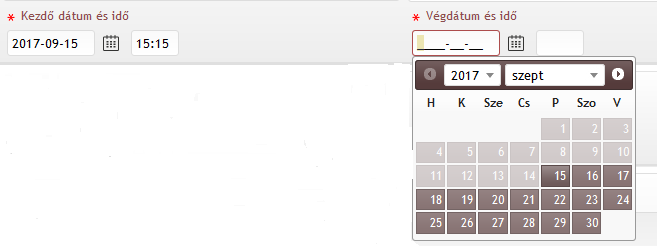 * Kezdő dátum és idő
2017-09-15 15:15
* Végdátum és idő
____-__-__
2017 szept
H K Sze Cs P Szo V
1 2 3
4 5 6 7 8 9 10
11 12 13 14 15 16 17
18 19 20 21 22 23 24
25 26 27 28 29 30